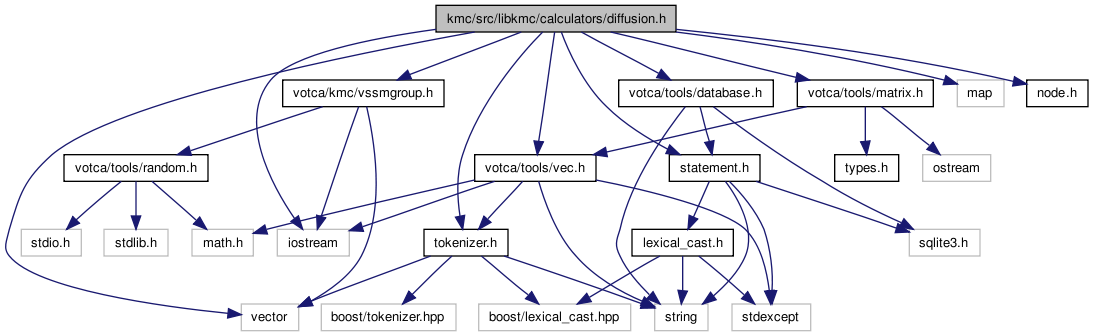 kmc/src/libkmc/calculators/diffusion.h
votca/kmc/vssmgroup.h
votca/tools/database.h
votca/tools/matrix.h
map
node.h
votca/tools/random.h
votca/tools/vec.h
statement.h
types.h
ostream
stdio.h
stdlib.h
math.h
iostream
tokenizer.h
lexical_cast.h
sqlite3.h
vector
boost/tokenizer.hpp
boost/lexical_cast.hpp
string
stdexcept